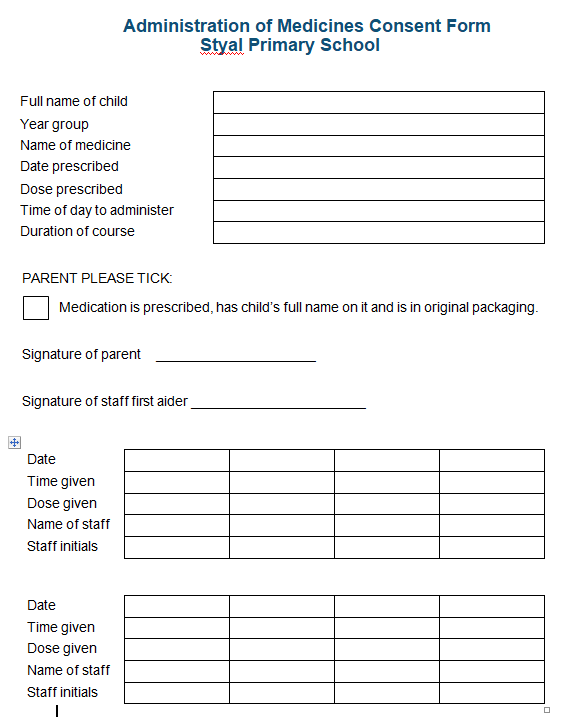 Administration of Medicines Consent Form
Styal Primary School
Full name of child
Year group
Name of medicine
Date prescribed
Dose prescribed
Time of day to administer
Duration of course
PARENT PLEASE TICK:
Medication is prescribed, has child's full name on it and is in original packaging.
Signature of parent
Signature of staff first aider
Date
Time given
Dose given
Name of staff
Staff initials
Date
Time given
Dose given
Name of staff
Staff initials